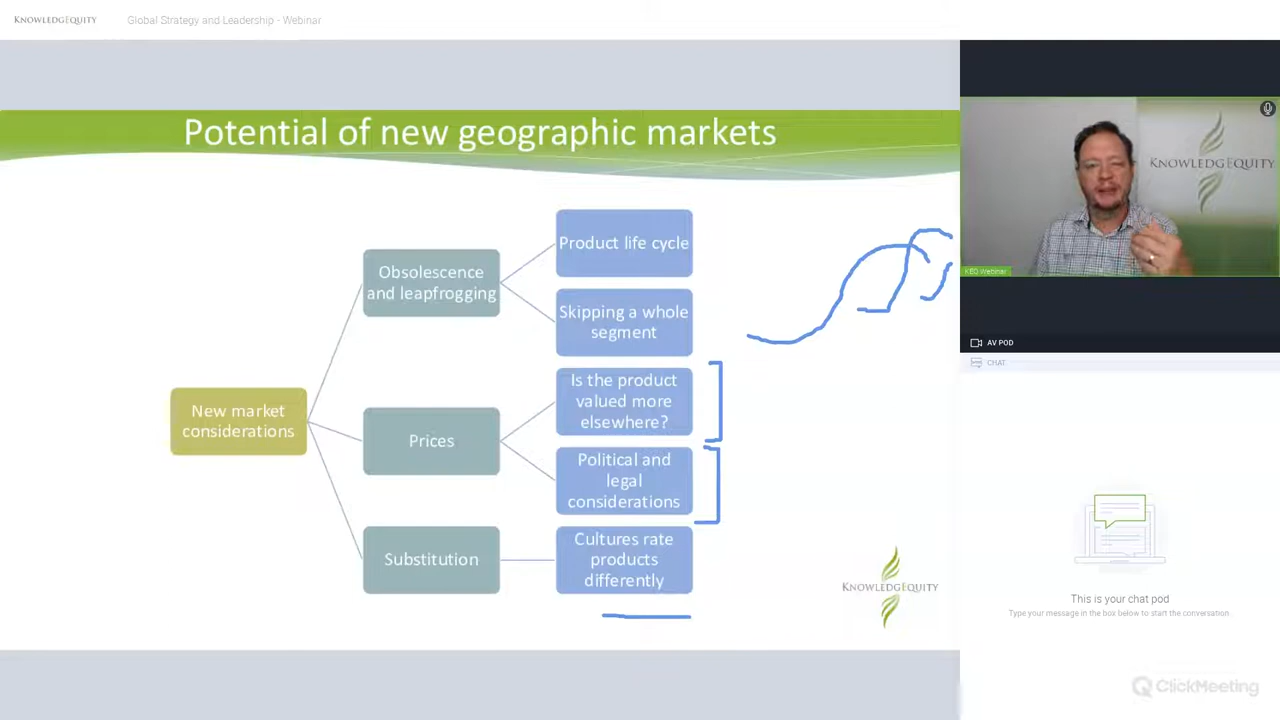 KNOWLEDGEQUITY
Global Strategy and Leadership - Webinar
Potential of new geographic markets
New market
considerations
Obsolescence
and leapfrogging
Product life cycle
Skipping a whole
segment
Prices
Is the product
valued more
elsewhere?
Political and
legal
considerations
Substitution
Cultures rate
products
differently
KNOWLEDGEQUITY
KNOWLEDGEQUITY
KEQ Webinar
AV POD
CHAT
This is your chat pod
Type your message in the box below to start the conversation.
ClickMeeting